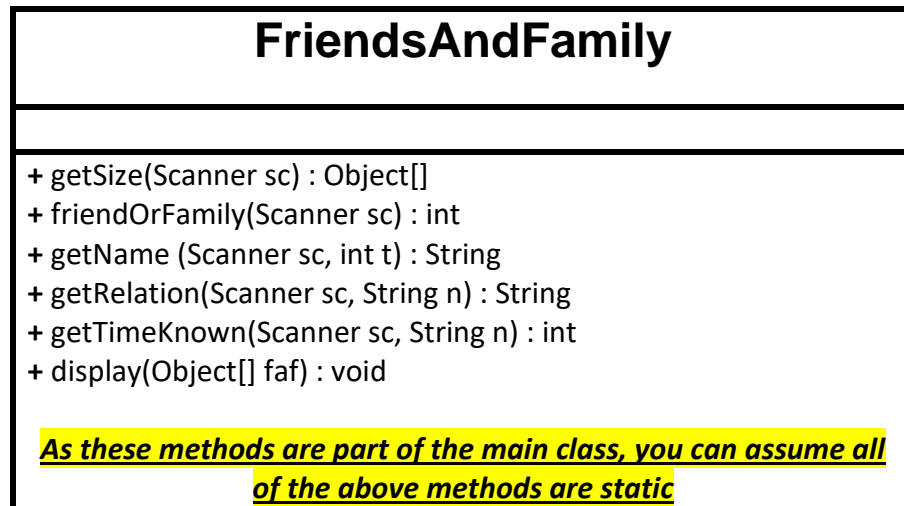 FriendsAndFamily
+ getSize(Scanner sc) : Object[]
+ friendOrFamily(Scanner sc) : int
+ getName (Scanner sc, int t) : String
+ getRelation(Scanner sc, String n) : String
+ getTimeKnown(Scanner sc, String n) : int
+ display(Object[] faf) : void
As these methods are part of the main class, you can assume all
of the above methods are static